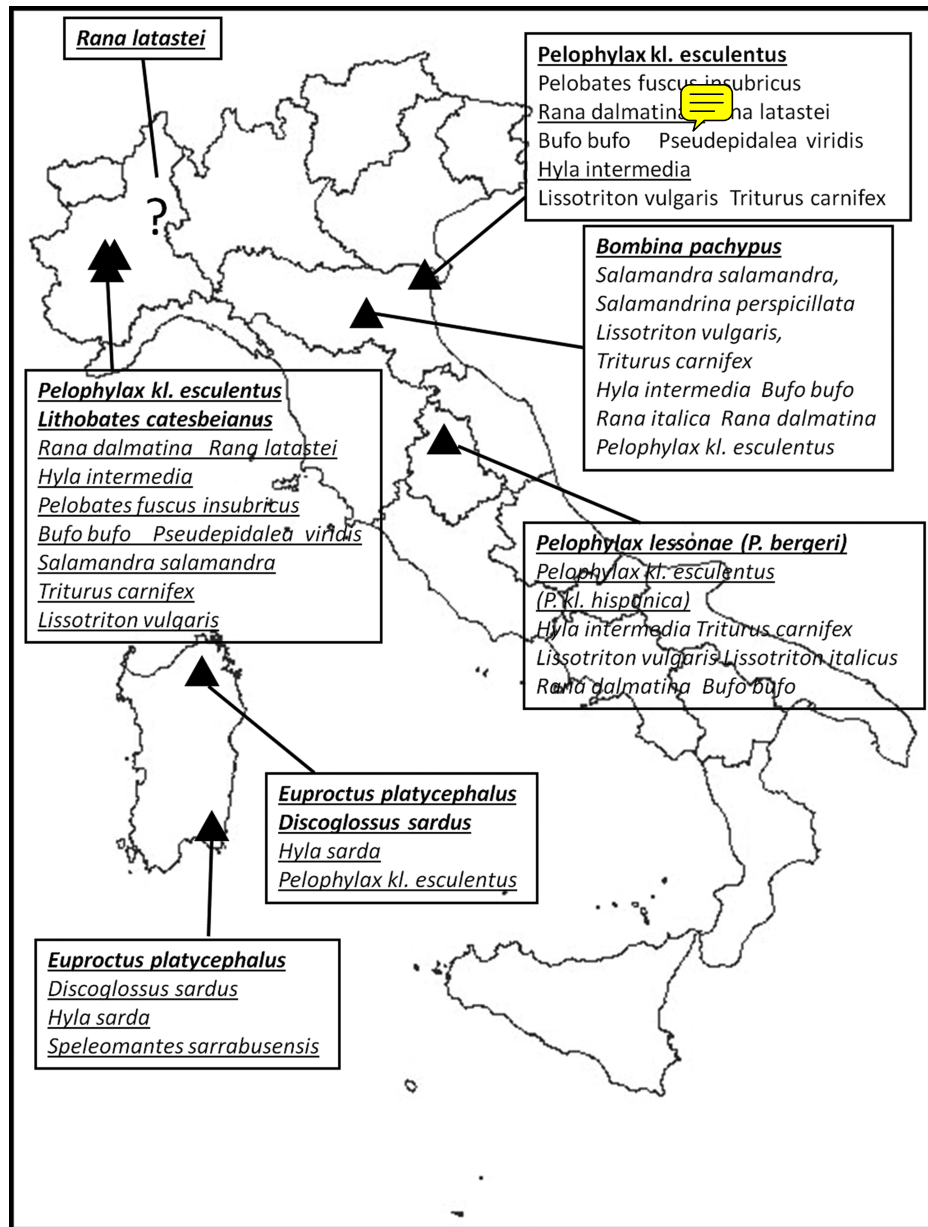 Rana latastei
?
Pelophylax kl. esculentus
Pelobates fuscus insubricus
Rana dalmatina latastei
Bufo bufo Pseudepidalea viridis
Hyla intermedia
Lissotriton vulgaris Triturus carnifex
Bombina pachypus
Salamandra salamandra,
Salamandrina perspicillata
Lissotriton vulgaris,
Triturus carnifex
Hyla intermedia Bufo bufo
Rana italica Rana dalmatina
Pelophylax kl. esculentus
Pelophylax kl. esculentus
Lithobates catesbeianus
Rana dalmatina Rana latastei
Hyla intermedia
Pelobates fuscus insubricus
Bufo bufo Pseudepidalea viridis
Salamandra salamandra
Triturus carnifex
Lissotriton vulgaris
Pelophylax lessonae (P. bergeri)
Pelophylax kl. esculentus
(P. kl. hispanica)
Hyla intermedia Triturus carnifex
Lissotriton vulgaris Lissotriton italicus
Rana dalmatina Bufo bufo
Euproctus platycephalus
Discoglossus sardus
Hyla sarda
Pelophylax kl. esculentus
Euproctus platycephalus
Discoglossus sardus
Hyla sarda
Speleomantes sarrabusensis